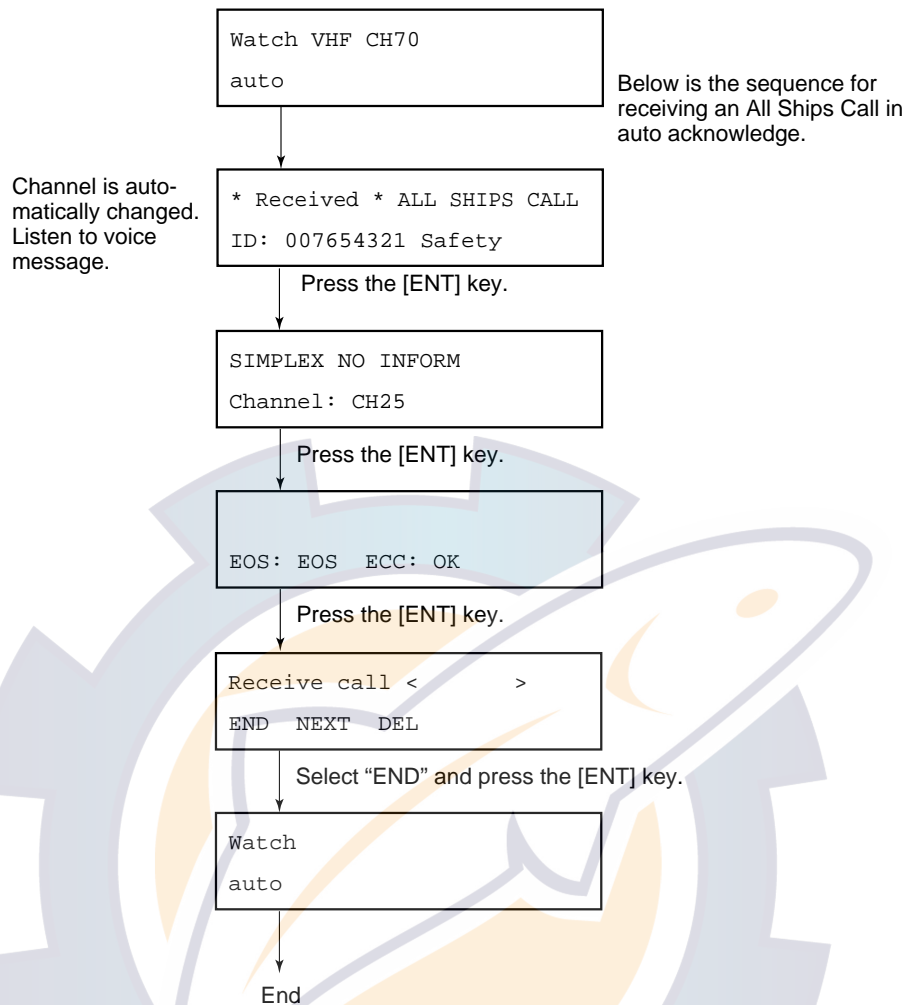 Watch VHF CH70
auto
Below is the sequence for
receiving an All Ships Call in
auto acknowledge.
Channel is auto-
matically changed.
Listen to voice
message.
* Received * ALL SHIPS CALL
ID: 007654321 Safety
Press the [ENT] key.
SIMPLEX NO INFORM
Channel: CH25
Press the [ENT] key.
EOS: EOS ECC: OK
Press the [ENT] key.
Receive call < >
END NEXT DEL
Select “END” and press the [ENT] key.
Watch
auto
End